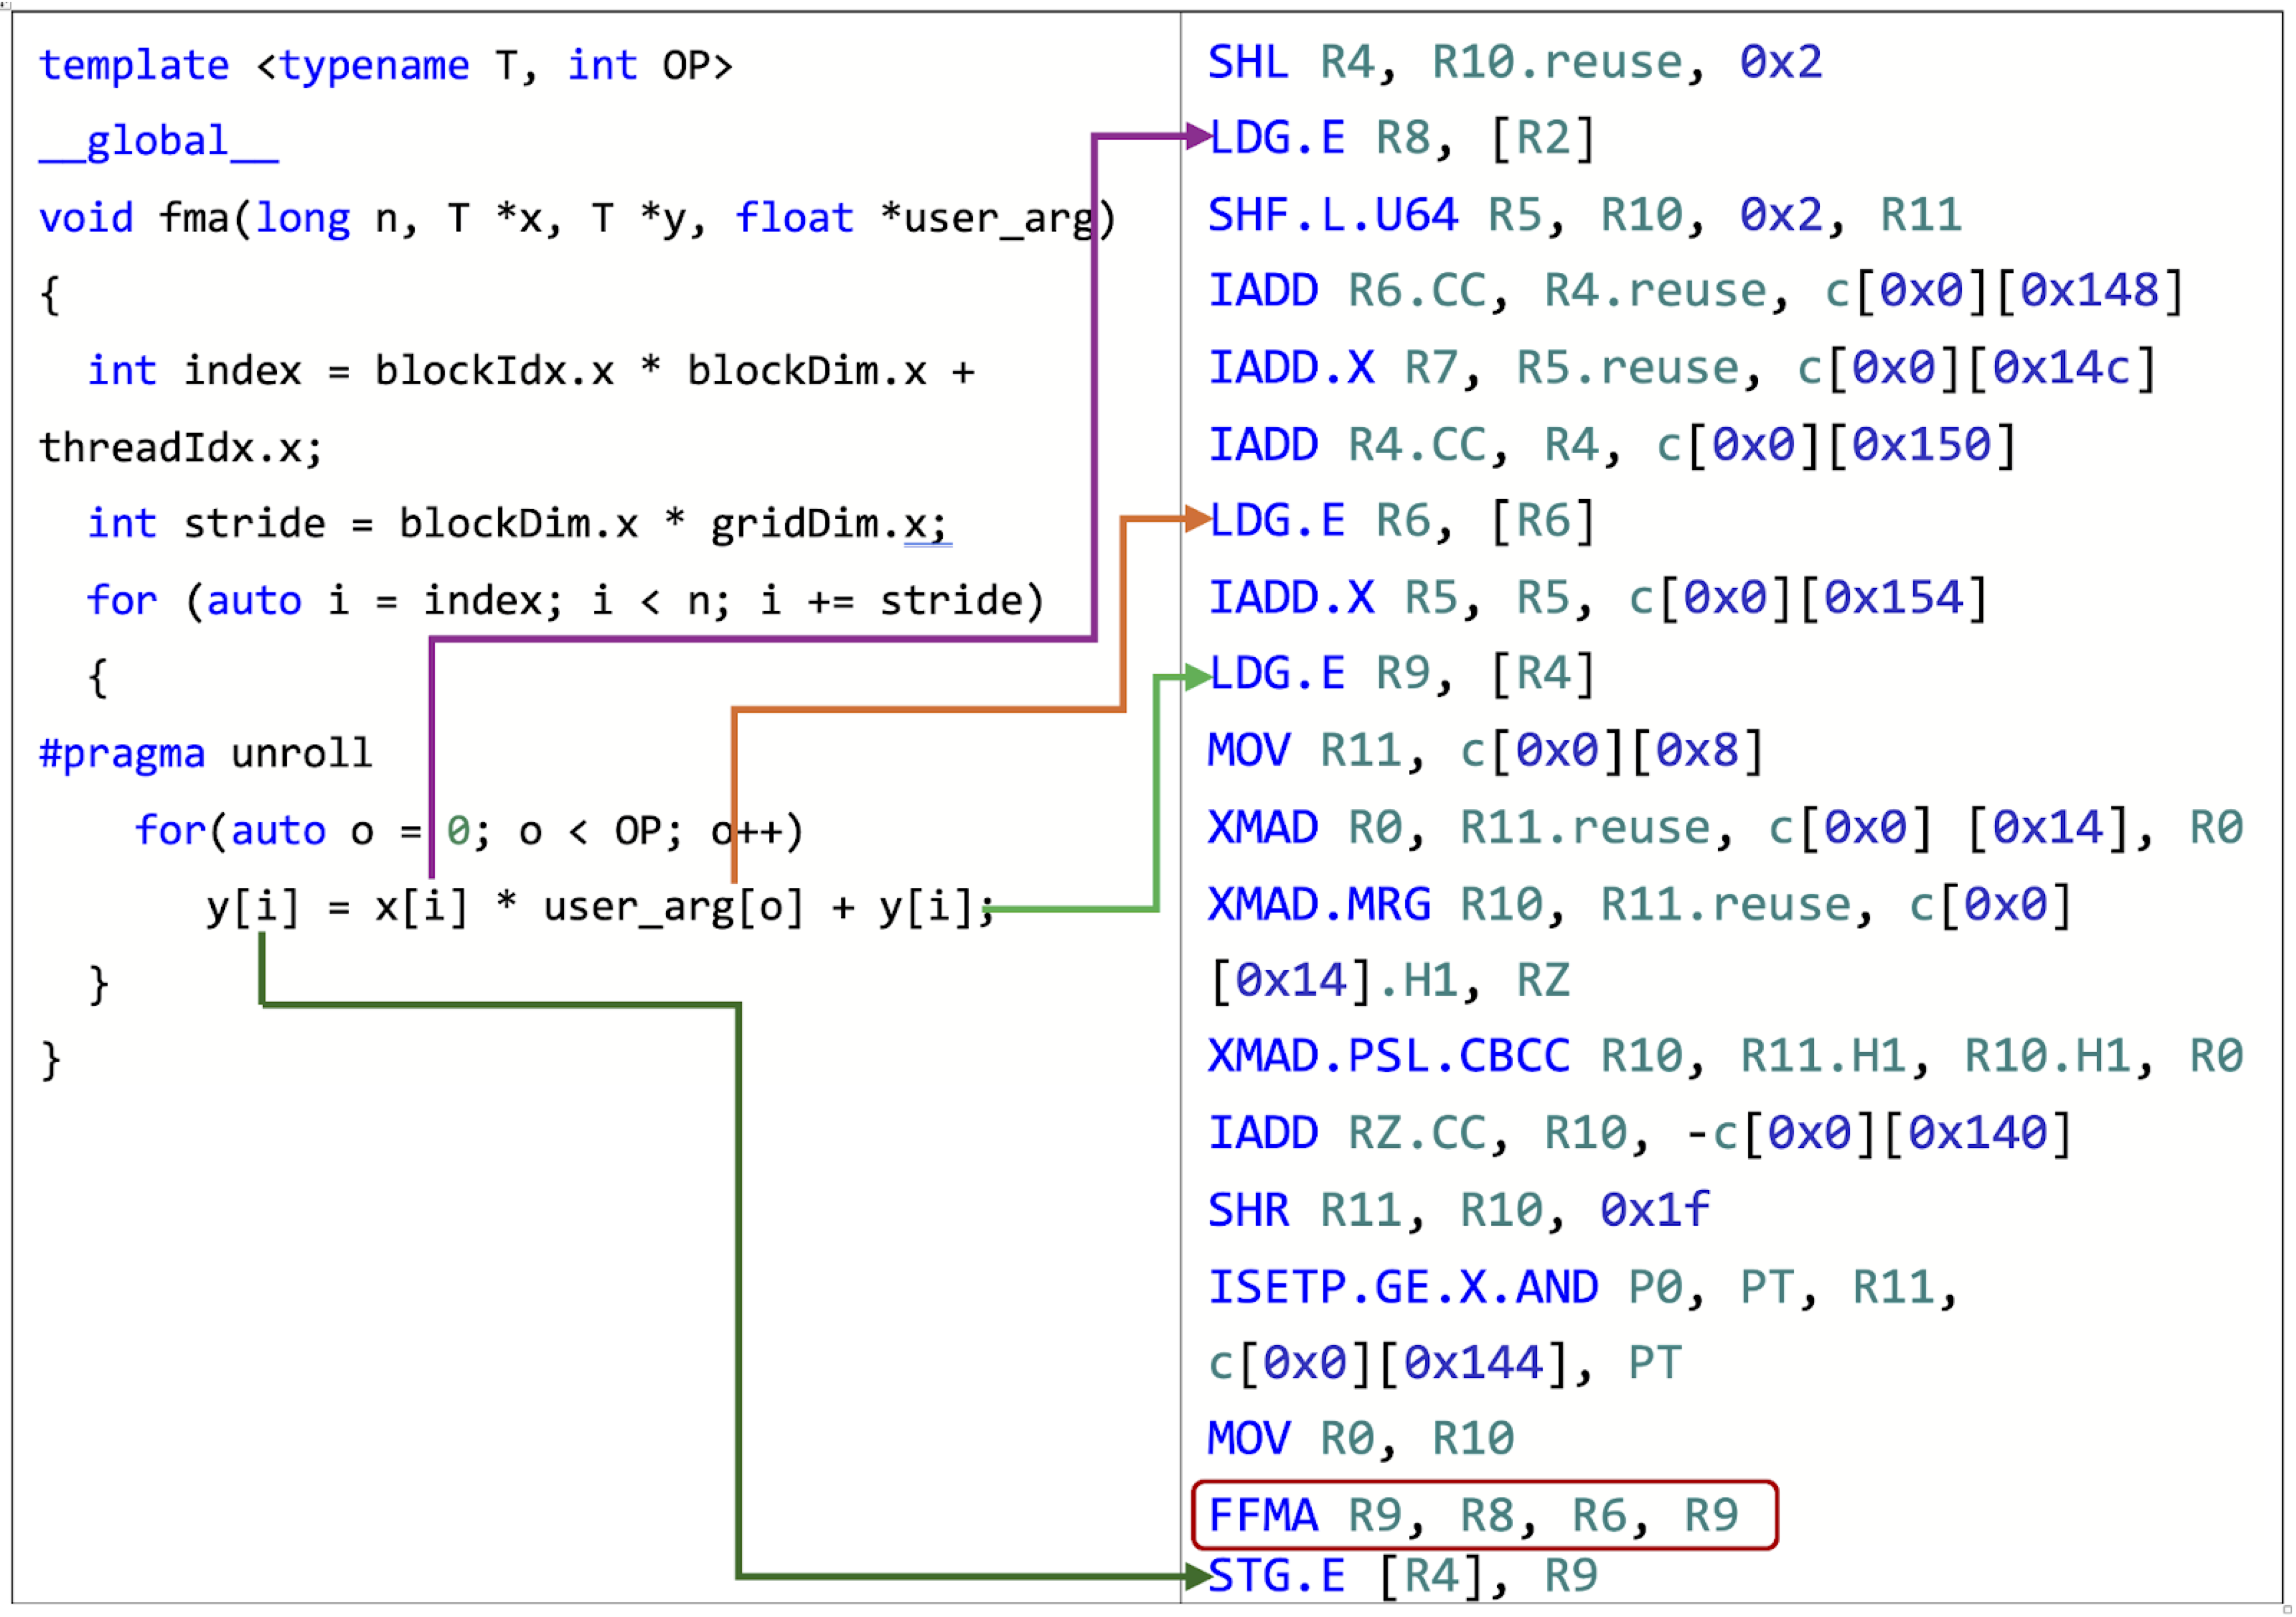 template <typename T, int OP>
__global__
void fma(long n, T *x, T *y, float *user_arg)
{
int index = blockIdx.x * blockDim.x +
threadIdx.x;
int stride = blockDim.x * gridDim.x;
for (auto i = index; i < n; i += stride)
{
#pragma unroll
for(auto o = 0; o < OP; o++)
y[i] = x[i] * user_arg[o] + y[i];
}
}
SHL R4, R10.reuse, 0x2
LDG.E R8, [R2]
SHF.L.U64 R5, R10, 0x2, R11
IADD R6.CC, R4.reuse, c[0x0][0x148]
IADD.X R7, R5.reuse, c[0x0][0x14c]
IADD R4.CC, R4, c[0x0][0x150]
LDG.E R6, [R6]
IADD.X R5, R5, c[0x0][0x154]
LDG.E R9, [R4]
MOV R11, c[0x0][0x8]
XMAD R0, R11.reuse, c[0x0] [0x14], R0
XMAD.MRG R10, R11.reuse, c[0x0]
[0x14].H1, RZ
XMAD.PSL.CBCC R10, R11.H1, R10.H1, R0
IADD RZ.CC, R10, -c[0x0][0x140]
SHR R11, R10, 0x1f
ISETP.GE.X.AND P0, PT, R11,
c[0x0][0x144], PT
MOV R0, R10
FFMA R9, R8, R6, R9
STG.E [R4], R9